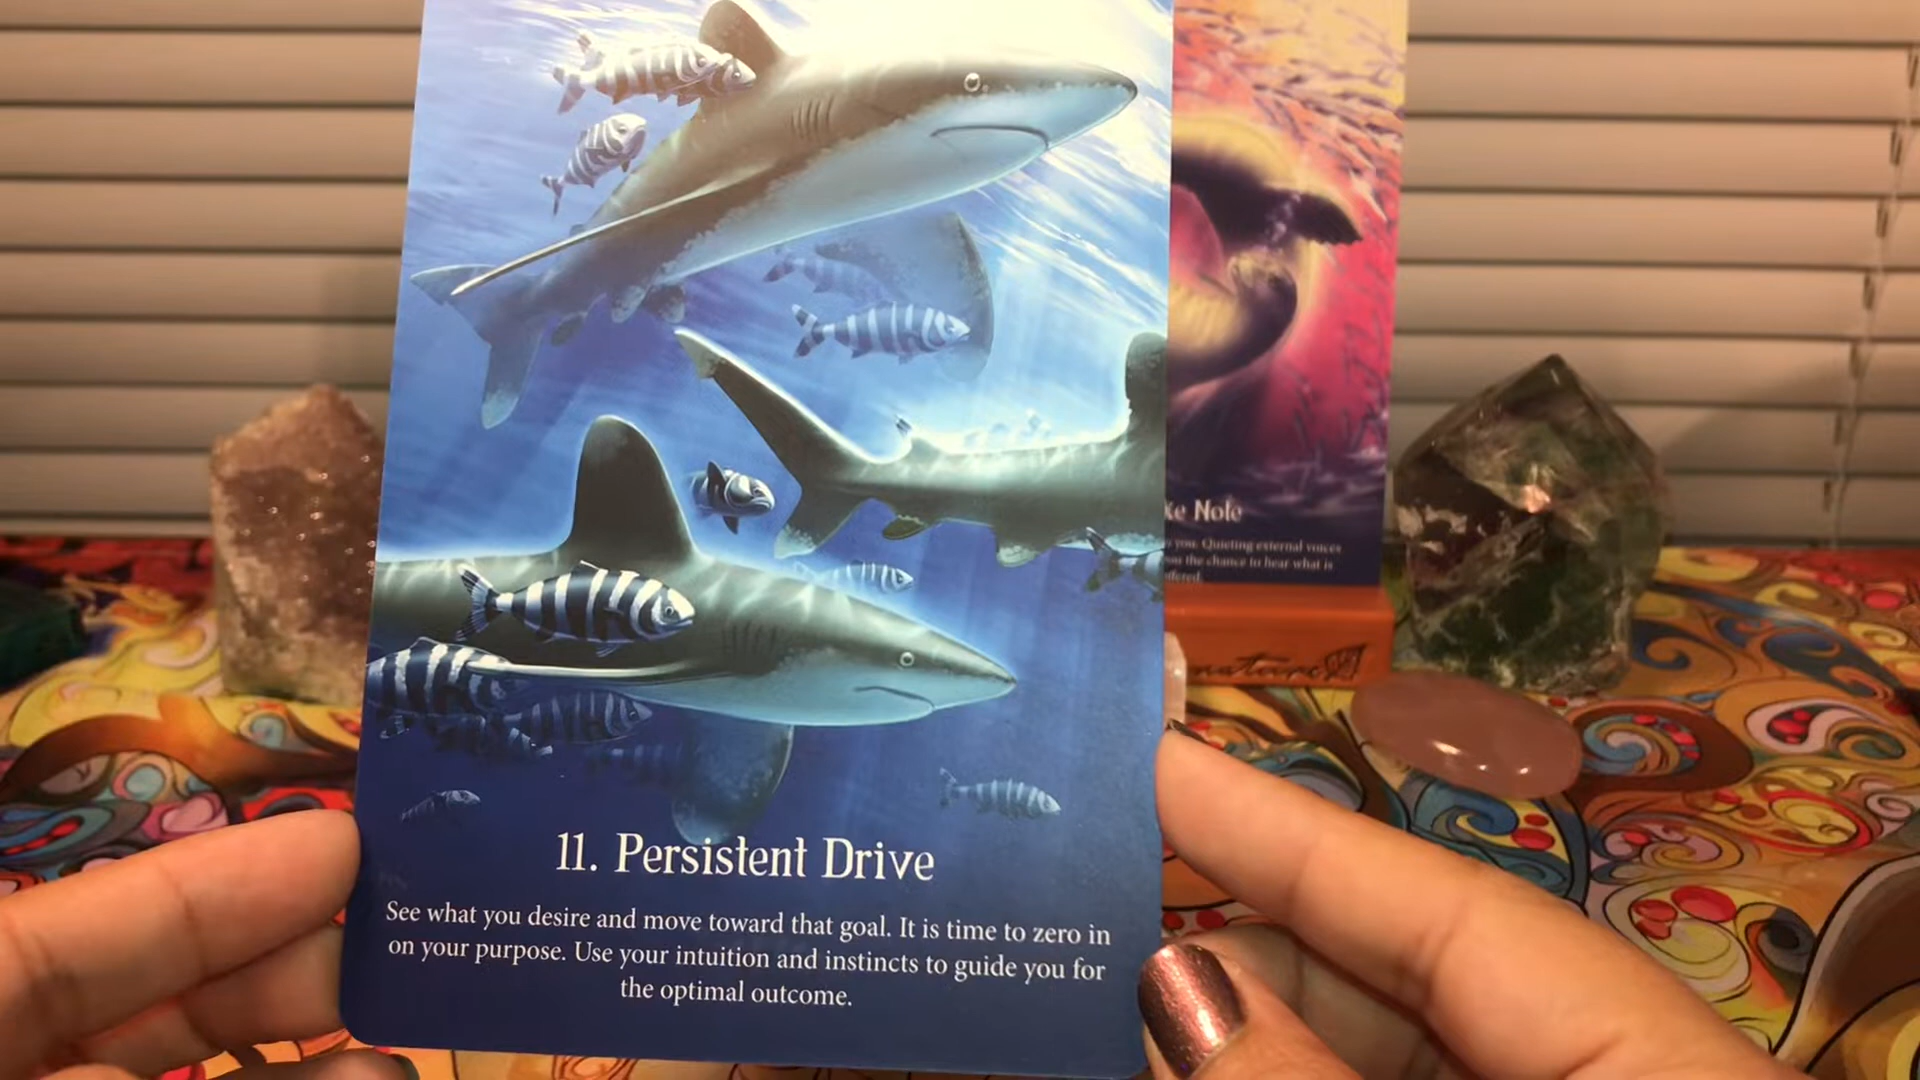 11. Persistent Drive
See what you desire and move toward that goal. It is time to zero in
on your purpose. Use your intuition and instincts to guide you for
the optimal outcome.
ke Note
you. Quieting external voices
the chance to hear what is
offered.
nature